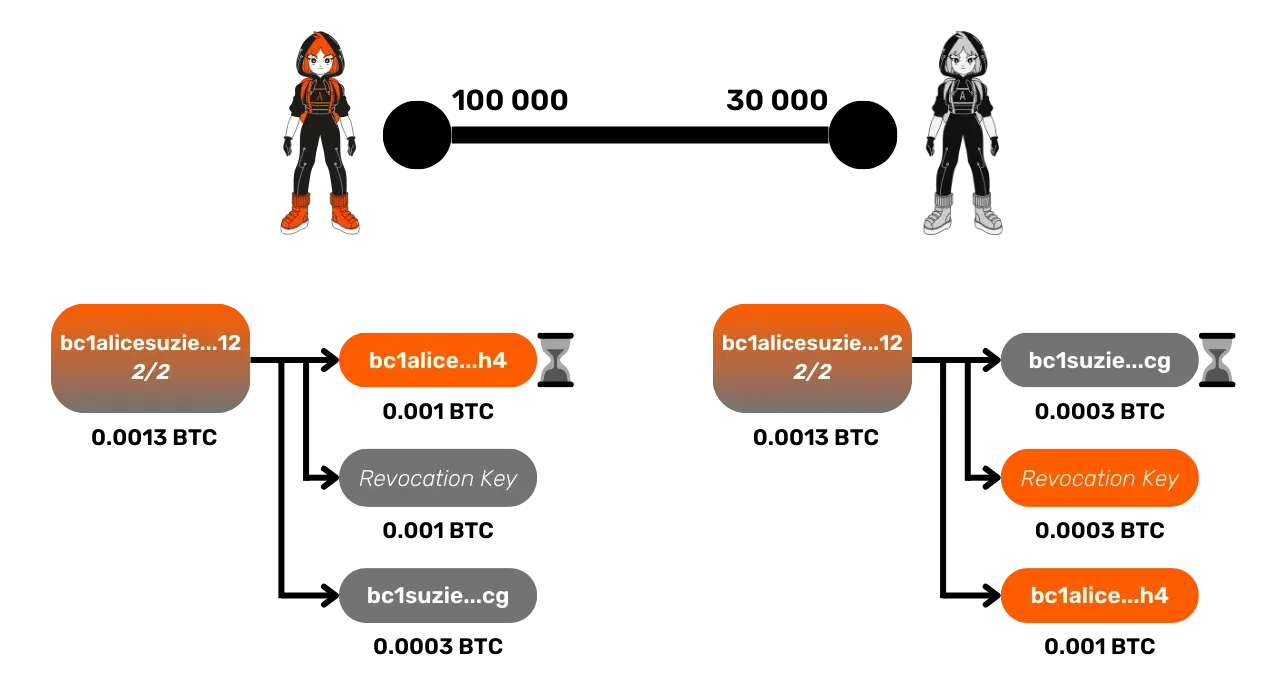 100 000
30 000
A
A
bc1alicesuzie...12
2/2
0.0013 BTC
bc1alice...h4
0.001 BTC
Revocation Key
0.001 BTC
bc1suzie...cg
0.0003 BTC
bc1alicesuzie...12
2/2
0.0013 BTC
bc1suzie...cg
0.0003 BTC
Revocation Key
0.0003 BTC
bc1alice...h4
0.001 BTC